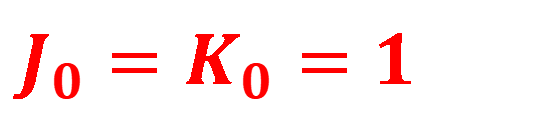 J₀ = K₀ = 1